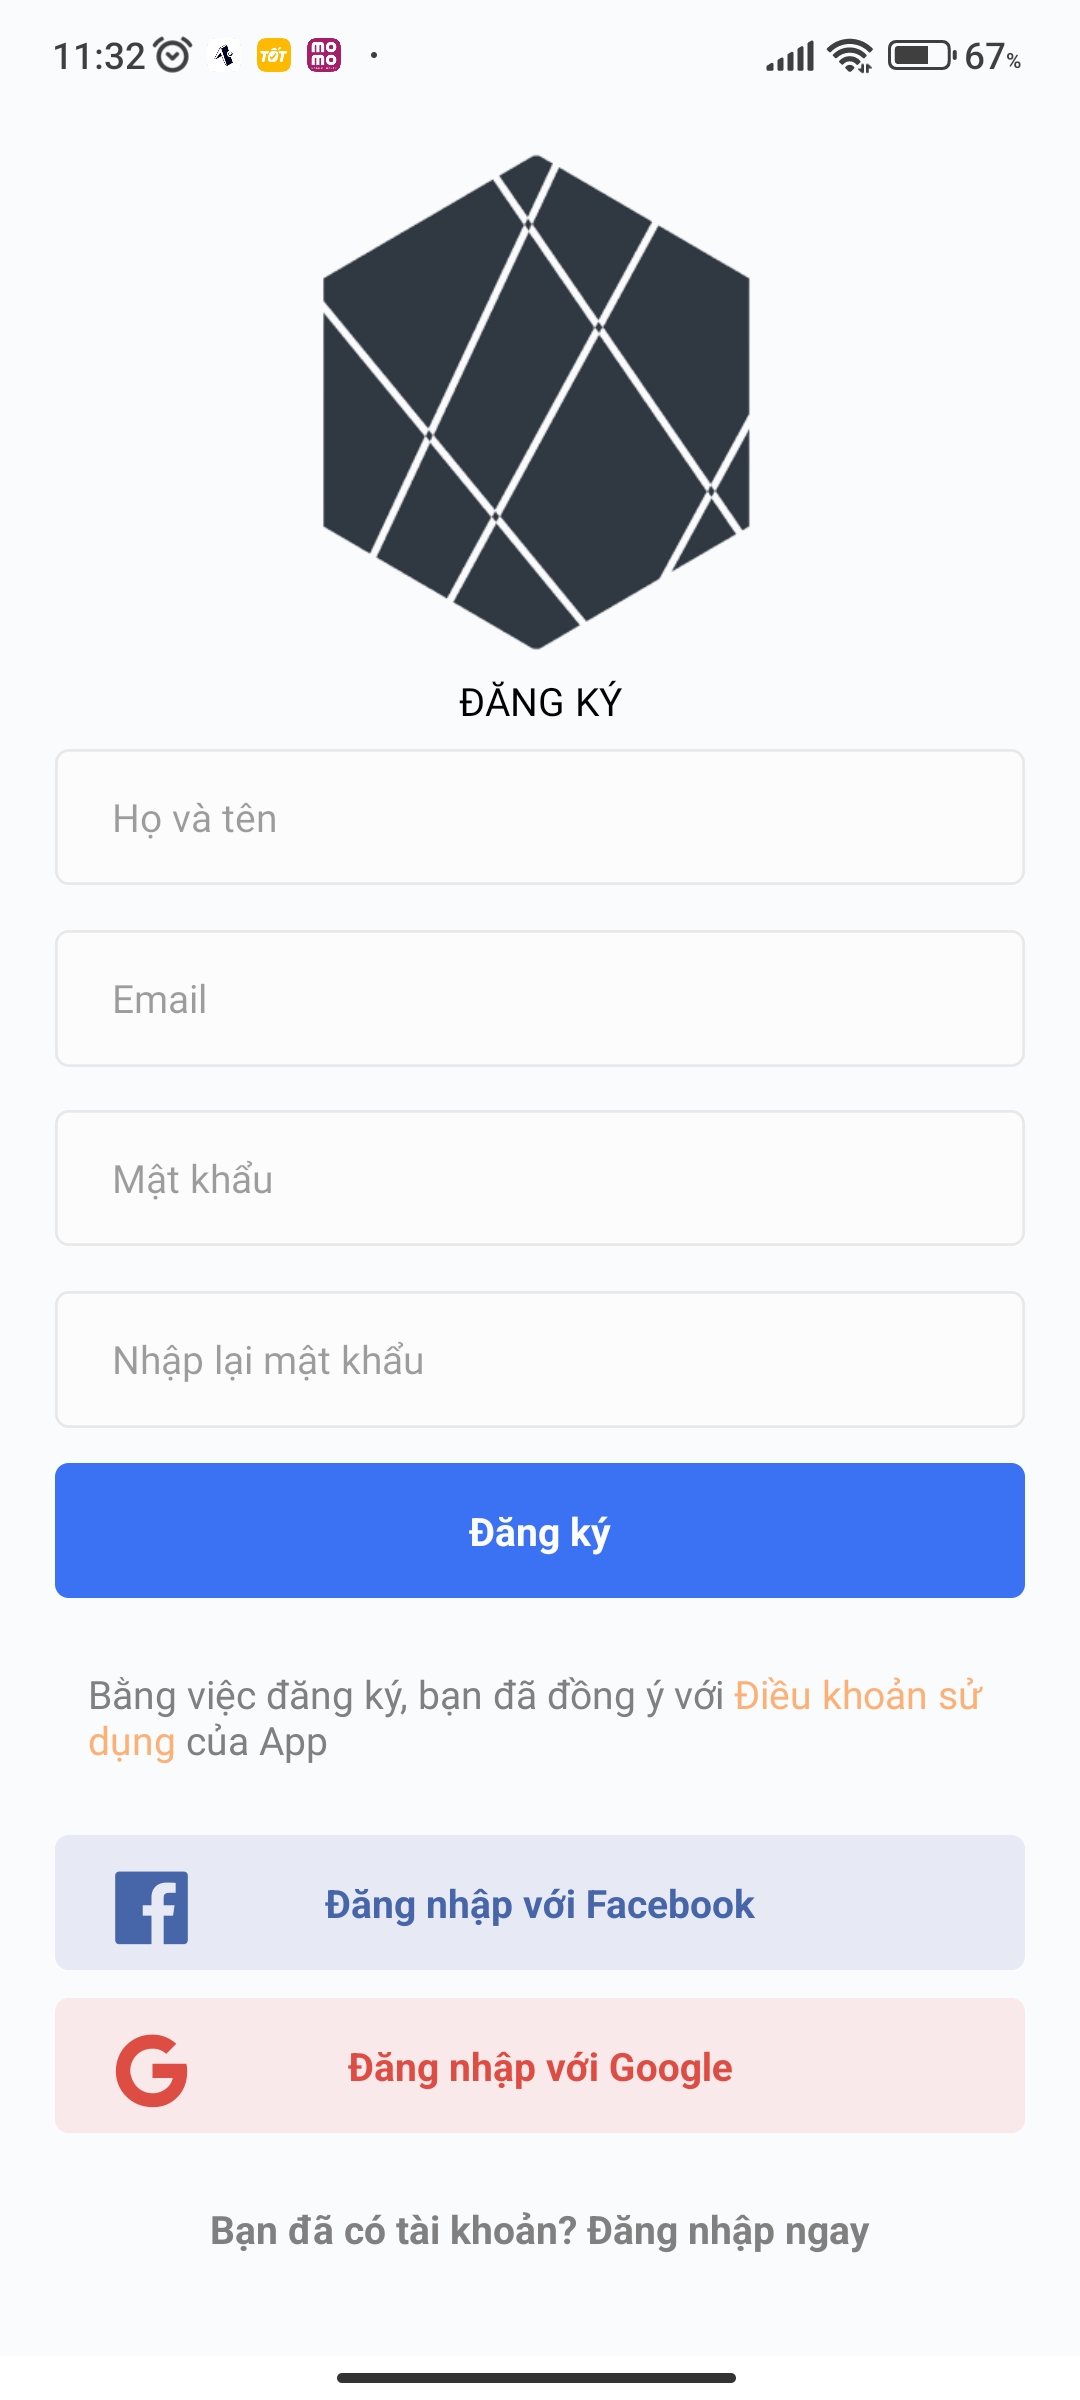 11:32 TỐT mo mo 67%
ĐĂNG KÝ
Họ và tên
Email
Mật khẩu
Nhập lại mật khẩu
Đăng ký
Bằng việc đăng ký, bạn đã đồng ý với Điều khoản sử
dụng của App
Đăng nhập với Facebook
Đăng nhập với Google
Bạn đã có tài khoản? Đăng nhập ngay